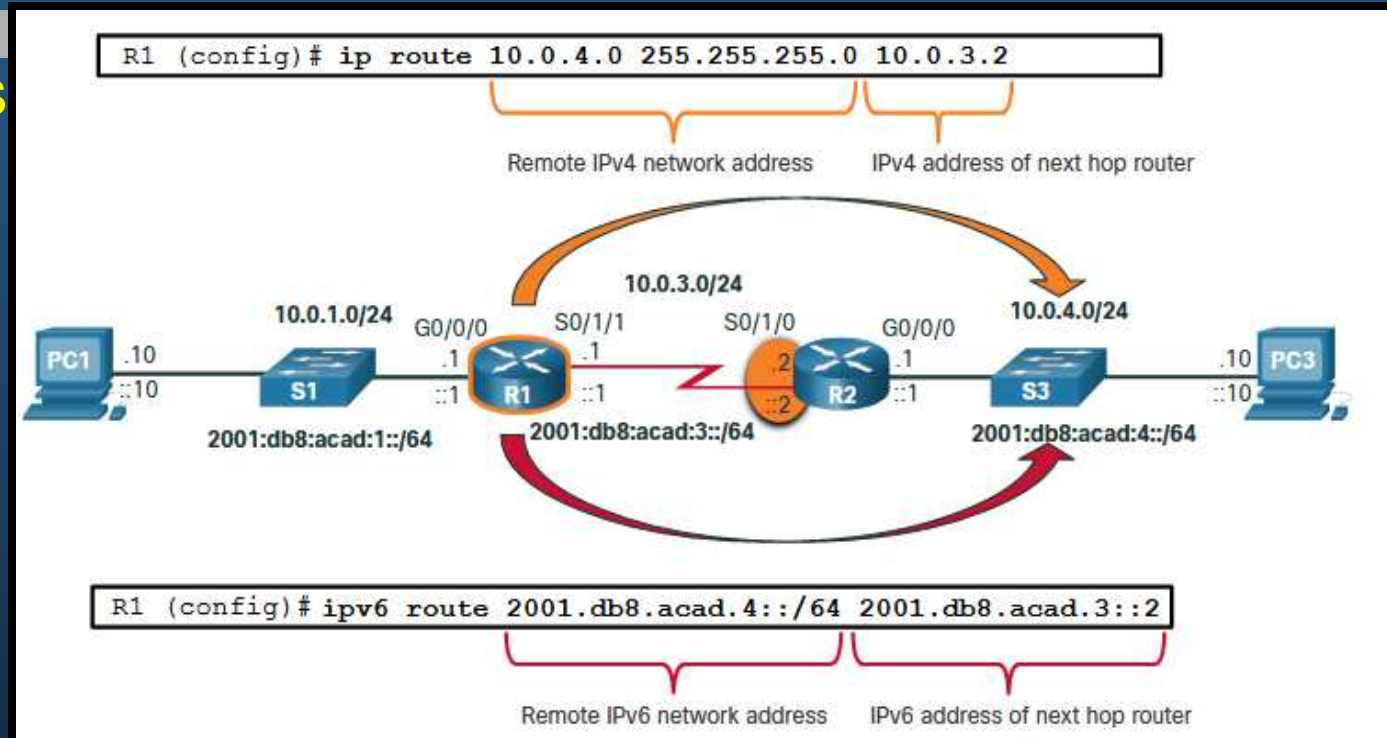 S
R1 (config)# ip route 10.0.4.0 255.255.255.0 10.0.3.2
Remote IPv4 network address
IPv4 address of next hop router
10.0.3.0/24
10.0.1.0/24
10.0.4.0/24
G0/0/0
S0/1/1
S0/1/0
G0/0/0
PC1
.10
::10
S1
.1
::1
R1
.1
::1
.2
::2
R2
.1
::1
S3
.10
::10
PC3
2001:db8:acad:1::/64
2001:db8:acad:3::/64
2001:db8:acad:4::/64
R1 (config)# ipv6 route 2001.db8.acad.4::/64 2001.db8.acad.3::2
Remote IPv6 network address
IPv6 address of next hop router